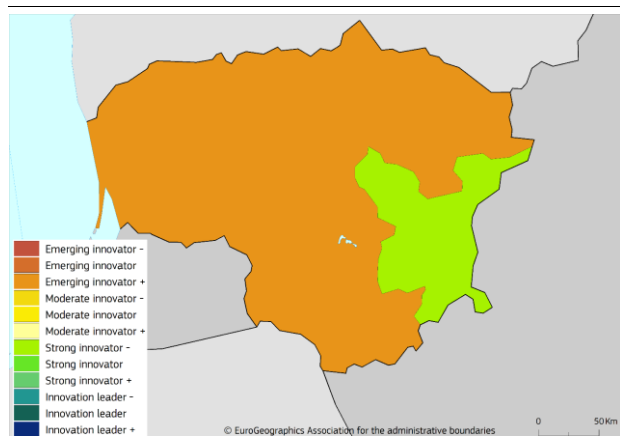 Emerging innovator -
Emerging innovator
Emerging innovator +
Moderate innovator -
Moderate innovator
Moderate innovator +
Strong innovator -
Strong innovator
Strong innovator +
Innovation leader -
Innovation leader
Innovation leader +
© EuroGeographics Association for the administrative boundaries
0 50 Km